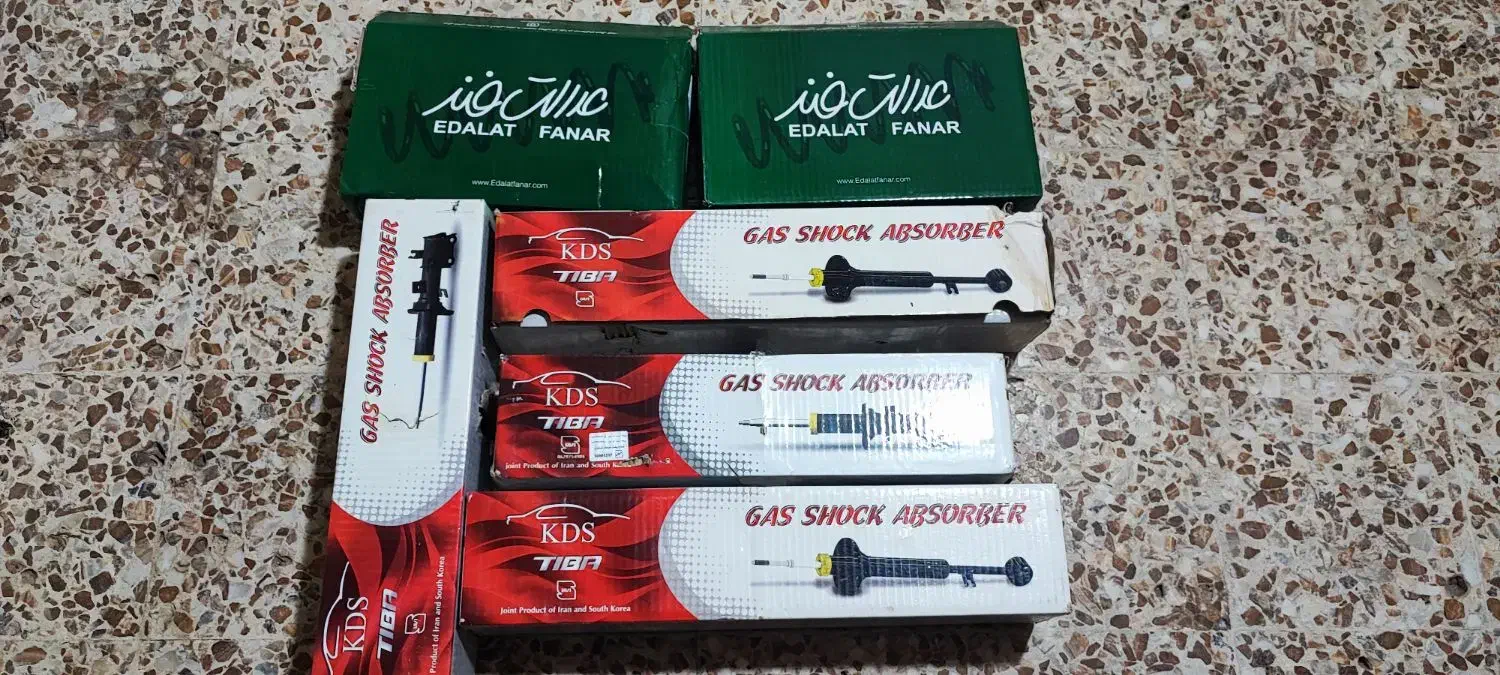 عدالت فنر
EDALAT FANAR
www.Edalatfanar.com
عدالت فنر
EDALAT FANAR
www.Edalatfanar.com
GAS SHOCK ABSORBER
KDS
TIBA
Product of Iran and South Korea
KDS
TIBA
GAS SHOCK ABSORBER
KDS
TIBA
Joint Product of Iran and South
GAS SHOCK ABSORBER
KDS
TIBA
Joint Product of Iran and South Korea
GAS SHOCK ABSORBER